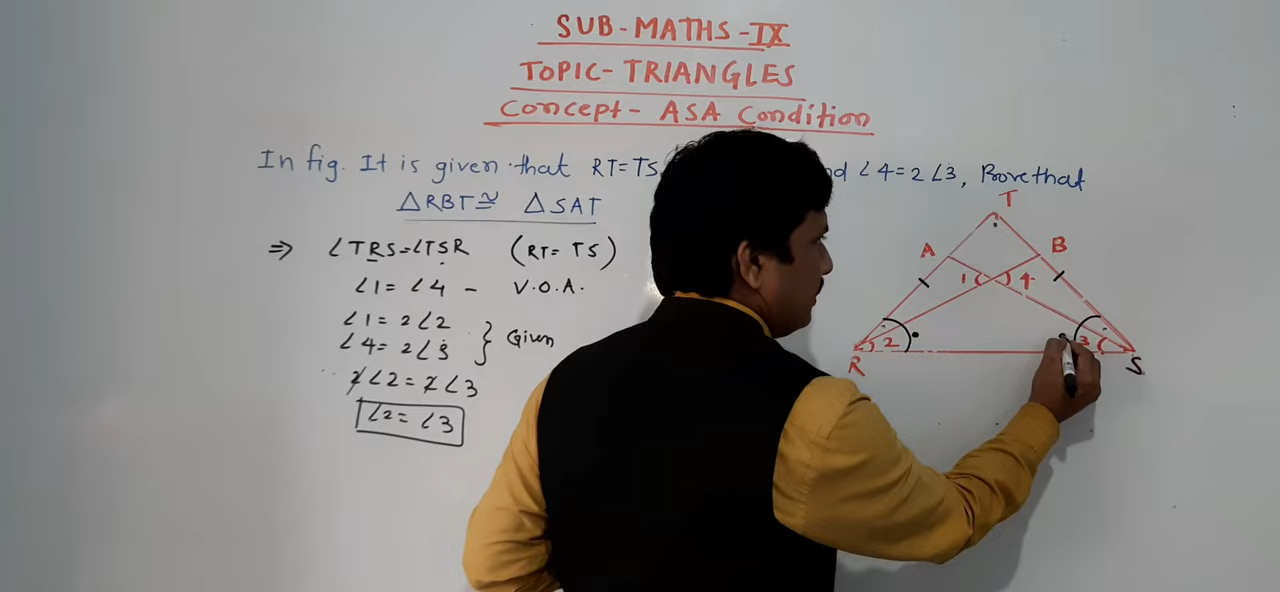 SUB-MATHS-IX
TOPIC-TRIANGLES
Concept- ASA Condition
In fig. It is given that RT=TS, ∠4=2∠3, Prove that
△RBT≅ △SAT
⇒ ∠TRS=∠TSR (RT=TS)
∠1=∠4 - V.O.A.
∠1=2∠2
∠4=2∠3 } Given
2∠2=2∠3
∠2=∠3
T
A B
1 4
R 2 3 S